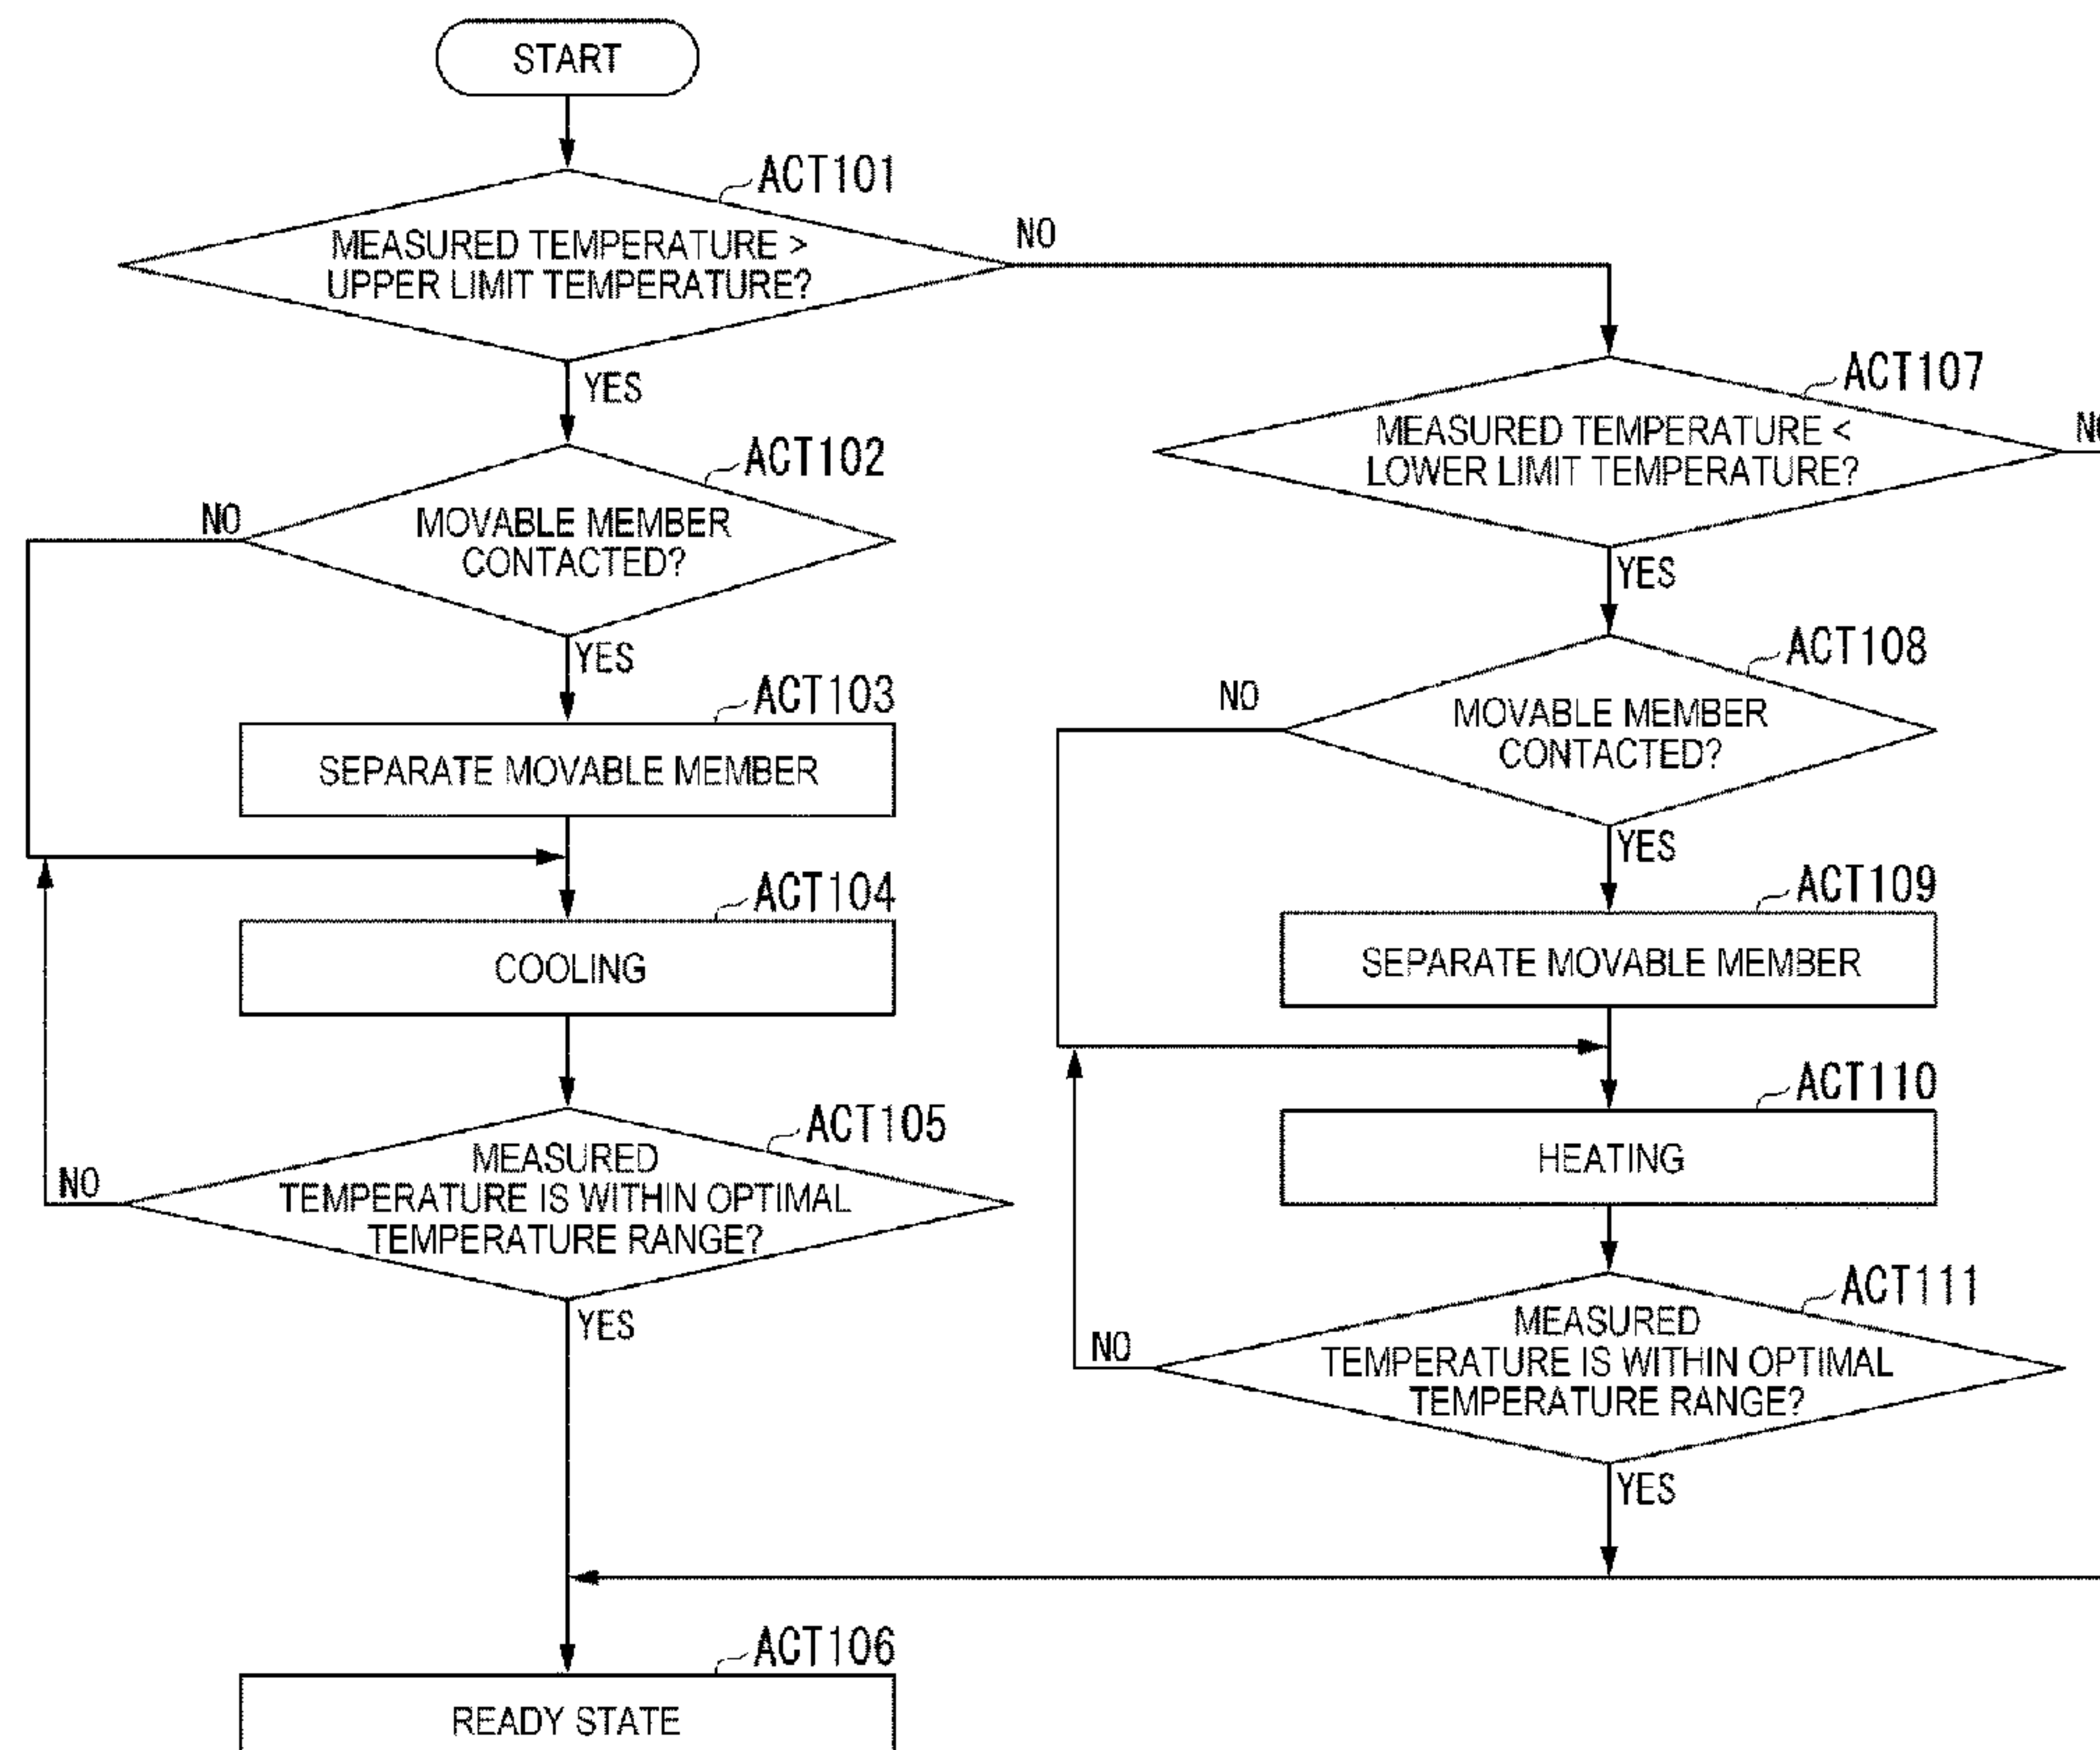 START
ACT101
MEASURED TEMPERATURE >
UPPER LIMIT TEMPERATURE?
NO
YES
ACT102
MOVABLE MEMBER
CONTACTED?
NO
YES
ACT103
SEPARATE MOVABLE MEMBER
ACT104
COOLING
ACT105
MEASURED
TEMPERATURE IS WITHIN OPTIMAL
TEMPERATURE RANGE?
NO
YES
ACT106
READY STATE
ACT107
MEASURED TEMPERATURE <
LOWER LIMIT TEMPERATURE?
NO
YES
ACT108
MOVABLE MEMBER
CONTACTED?
NO
YES
ACT109
SEPARATE MOVABLE MEMBER
ACT110
HEATING
ACT111
MEASURED
TEMPERATURE IS WITHIN OPTIMAL
TEMPERATURE RANGE?
NO
YES